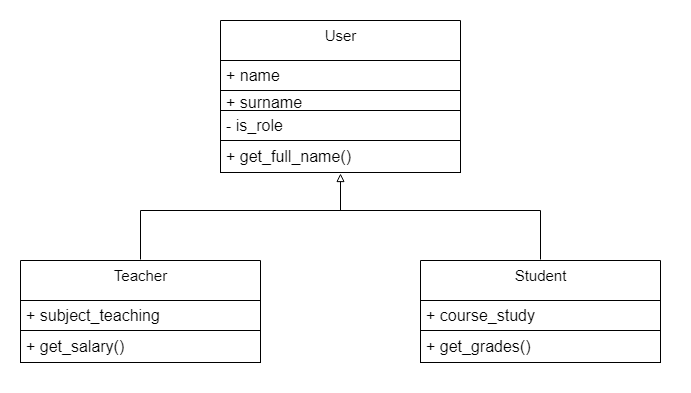 User
+ name
+ surname
- is_role
+ get_full_name()
Teacher
+ subject_teaching
+ get_salary()
Student
+ course_study
+ get_grades()